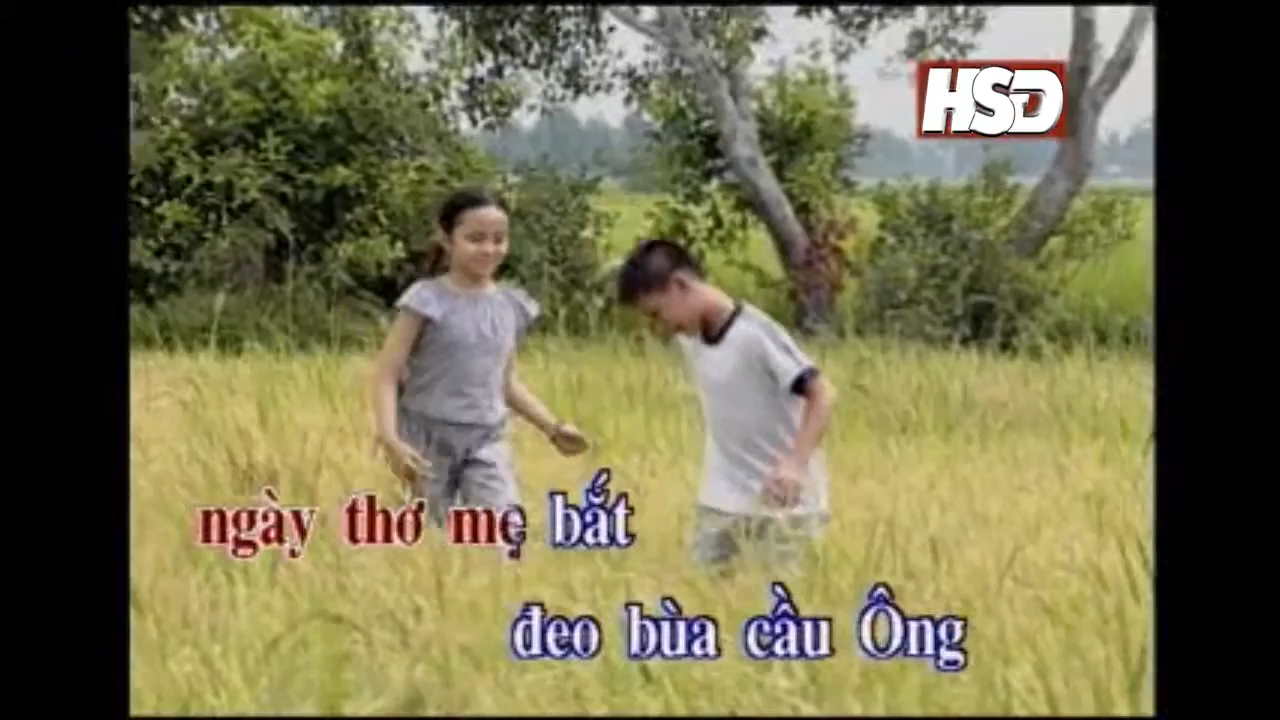 HSD
ngày thơ mẹ bắt
đeo bùa cầu Ông